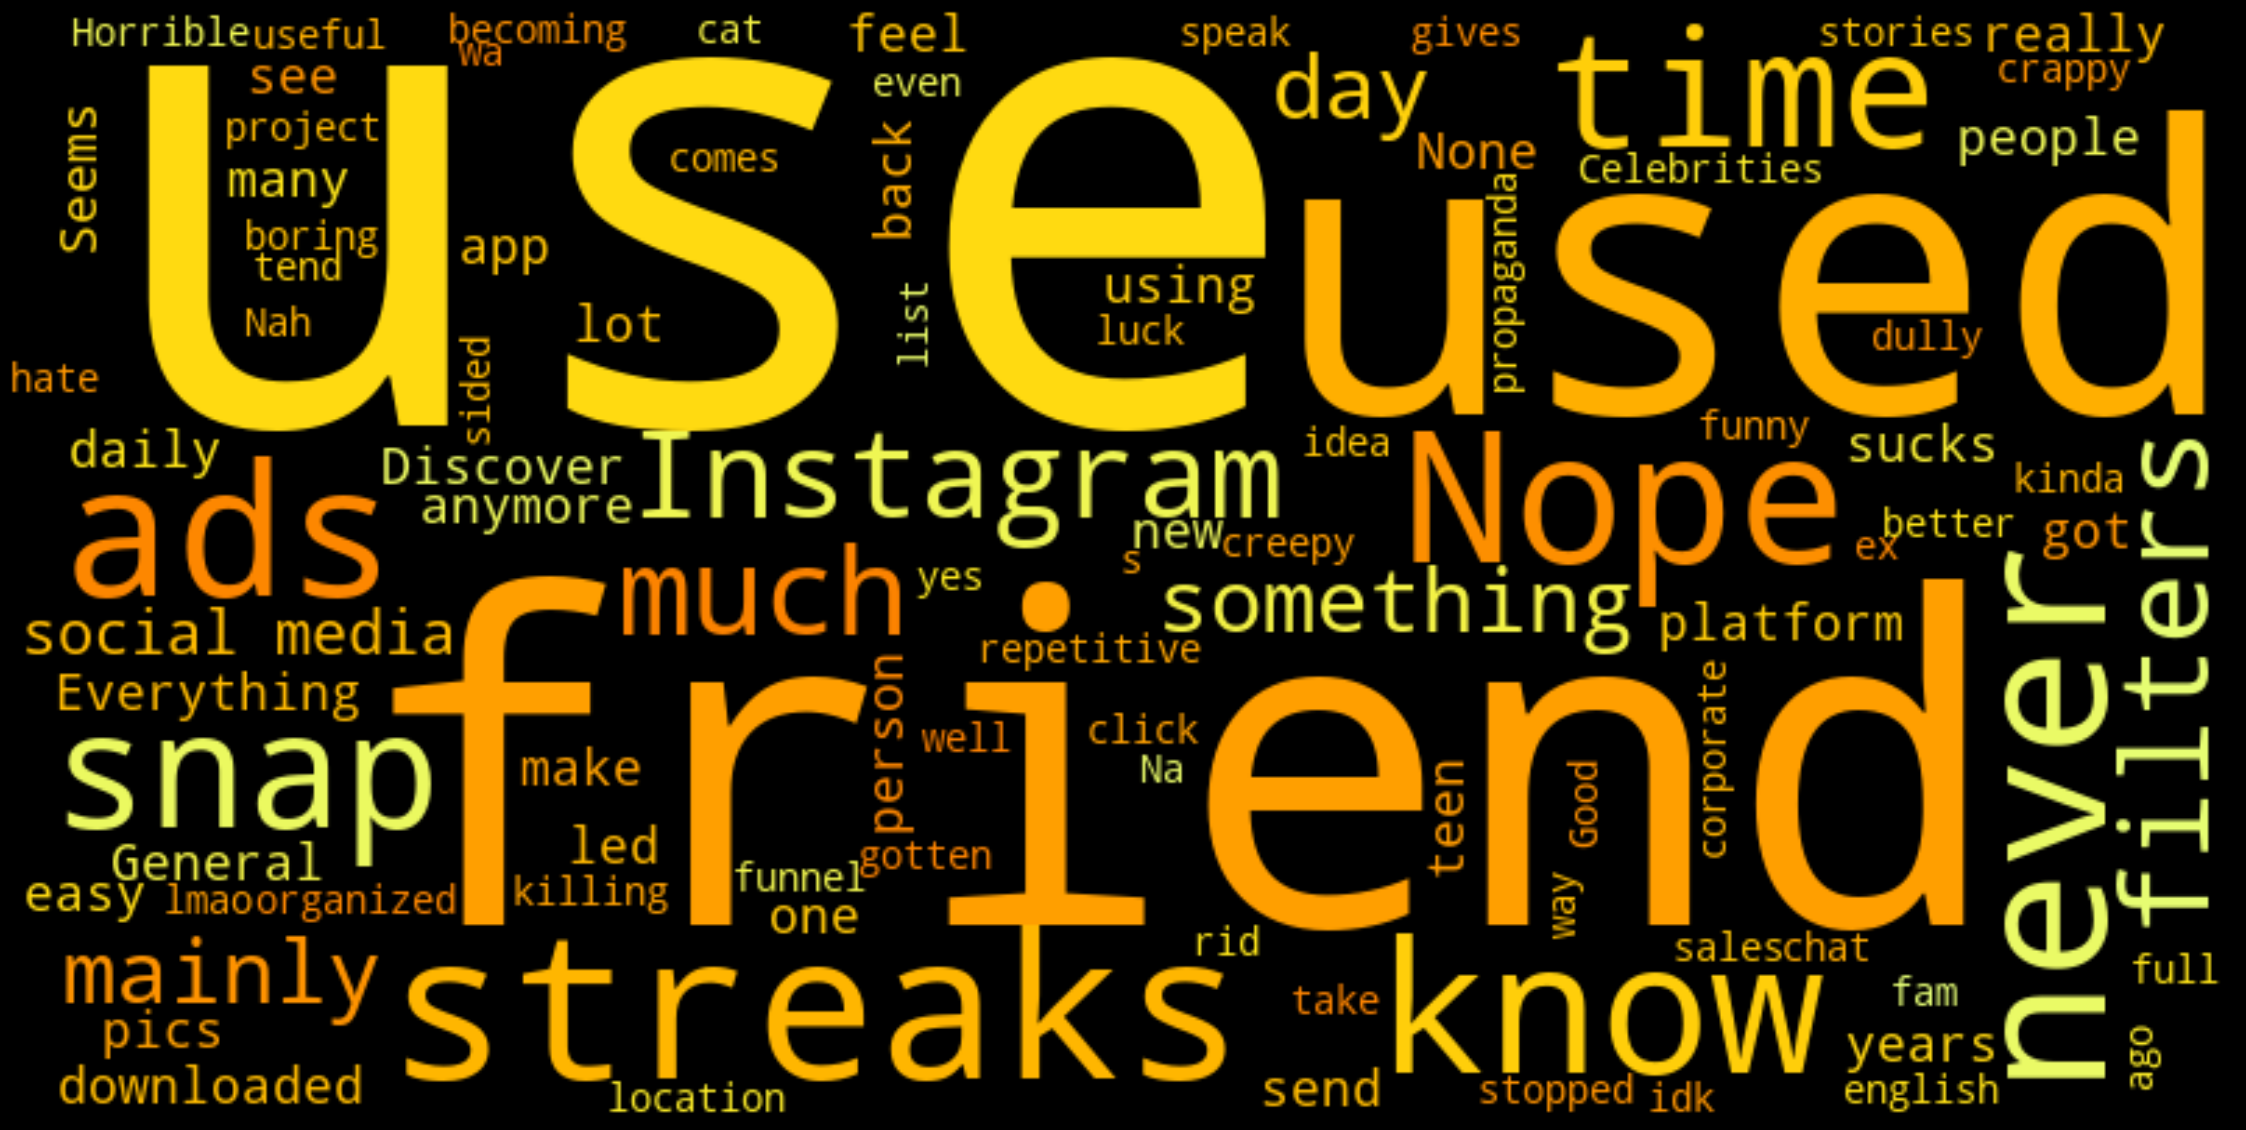 Horrible
useful
becoming
Wa
cat
feel
speak
gives
time
stories
really
crappy
see
even
day
Seems
use
project
comes
back
None
Celebrities
people
many
propaganda
used
boring
tend
app
using
Nah
lot
list
luck
dully
hate
sided
daily
Discover
Instagram
idea
Nope
funny
sucks
kinda
filters
ads
anymore
new
creepy
better
ex
got
s
much
yes
something
never
social media
friend
repetitive
platform
Everything
person
well
click
corporate
snap
make
Na
teen
Good
General
led
gotten
easy
lmao
organized
killing
funnel
one
way
mainly
streaks
rid
know
saleschat
full
pics
take
fam
years
ago
downloaded
location
send
stopped
idk
english